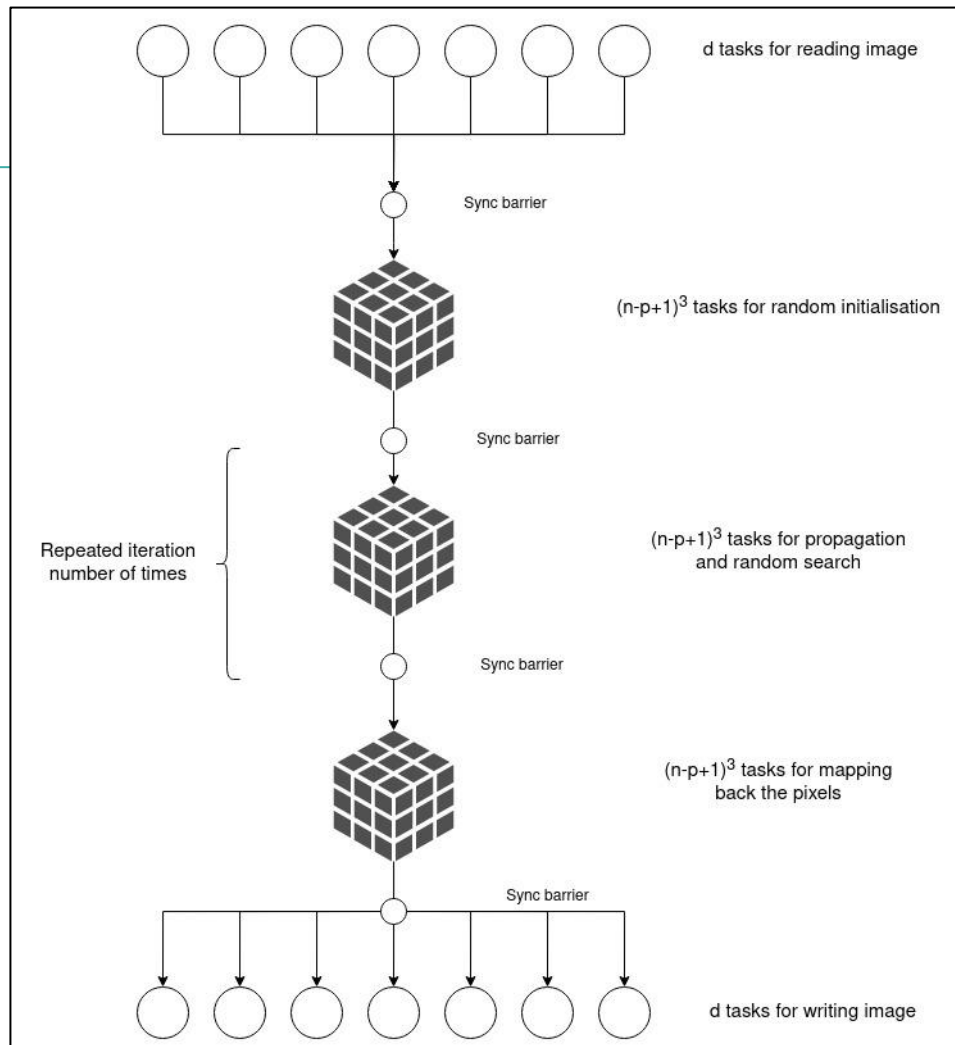 d tasks for reading image
Sync barrier
(n-p+1)³ tasks for random initialisation
Sync barrier
Repeated iteration
number of times
(n-p+1)³ tasks for propagation
and random search
Sync barrier
(n-p+1)³ tasks for mapping
back the pixels
Sync barrier
d tasks for writing image